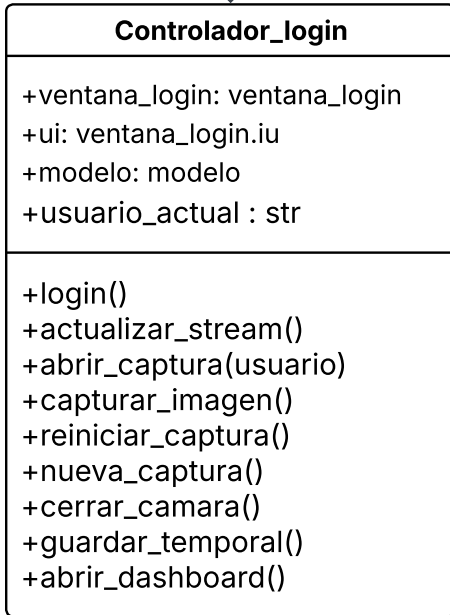 Controlador_login
+ventana_login: ventana_login
+ui: ventana_login.iu
+modelo: modelo
+usuario_actual : str
+login()
+actualizar_stream()
+abrir_captura(usuario)
+capturar_imagen()
+reiniciar_captura()
+nueva_captura()
+cerrar_camara()
+guardar_temporal()
+abrir_dashboard()